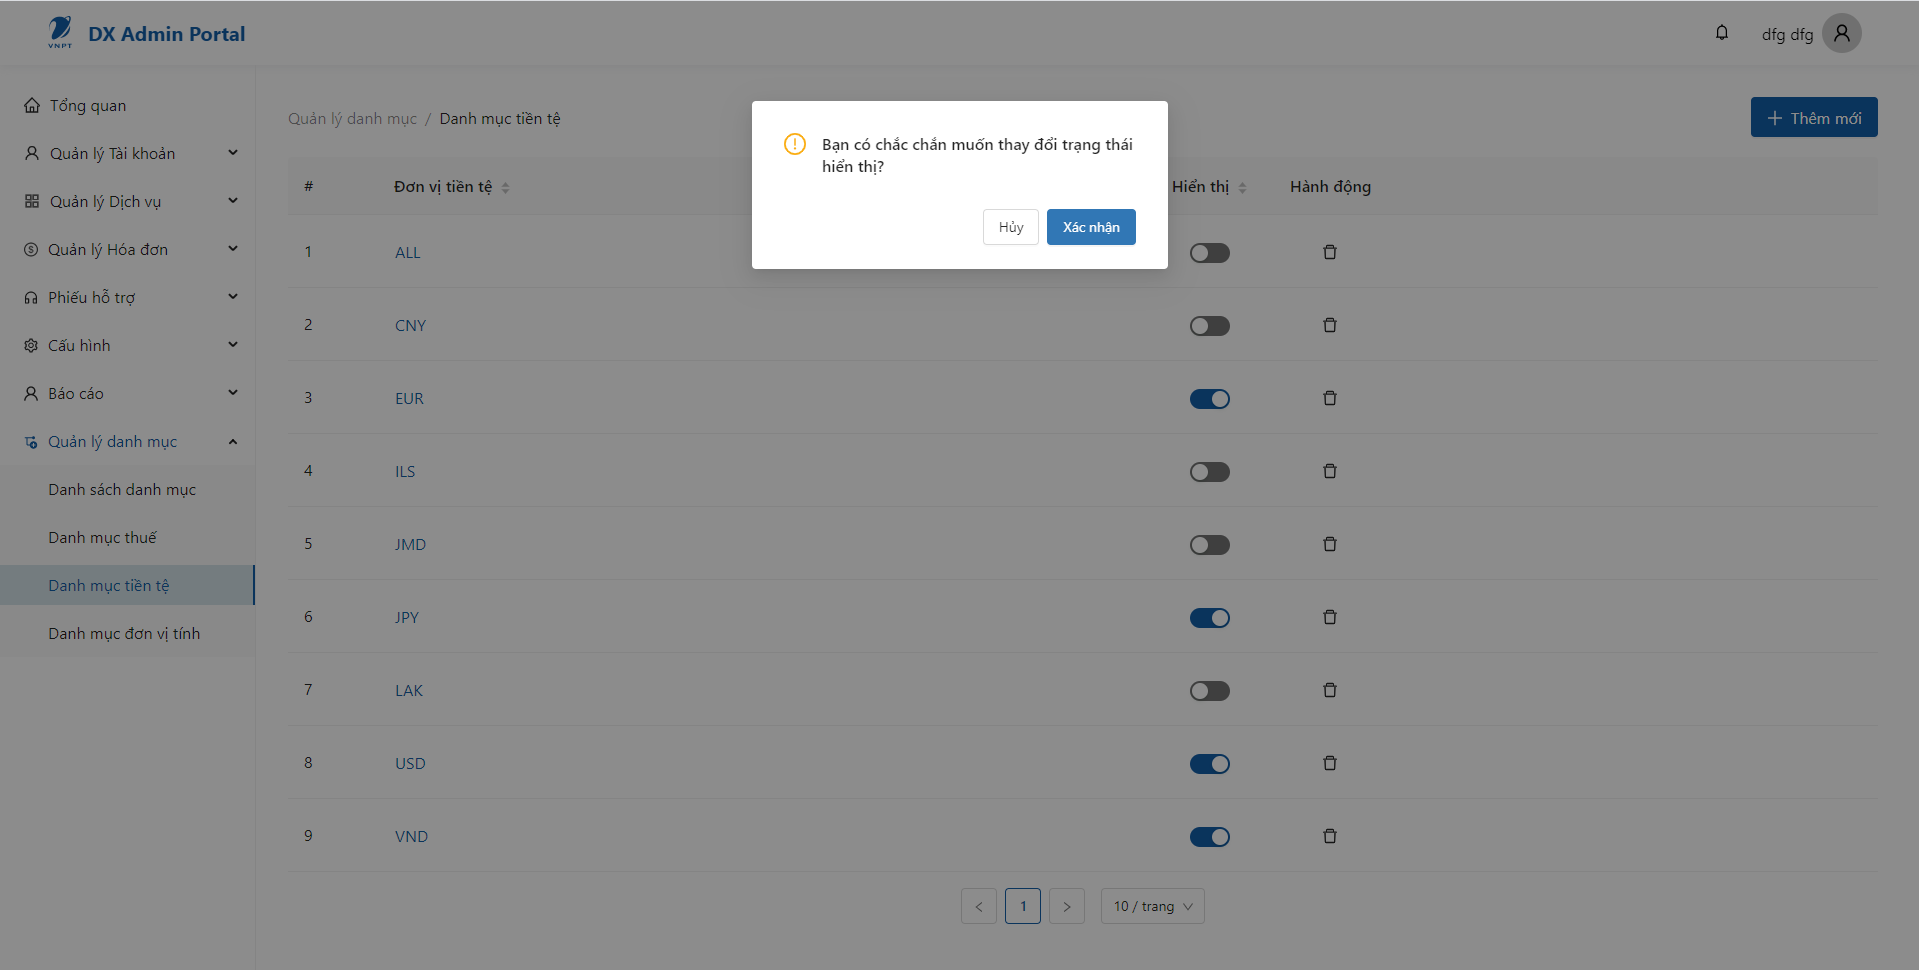 VNPT
DX Admin Portal
dfg dfg
Tổng quan
Quản lý Tài khoản
Quản lý Dịch vụ
Quản lý Hóa đơn
Phiếu hỗ trợ
Cấu hình
Báo cáo
Quản lý danh mục
Danh sách danh mục
Danh mục thuế
Danh mục tiền tệ
Danh mục đơn vị tính
Quản lý danh mục / Danh mục tiền tệ
+ Thêm mới
Bạn có chắc chắn muốn thay đổi trạng thái
hiển thị?
Hủy Xác nhận
# Đơn vị tiền tệ Hiển thị Hành động
1 ALL
2 CNY
3 EUR
4 ILS
5 JMD
6 JPY
7 LAK
8 USD
9 VND
< 1 > 10 / trang